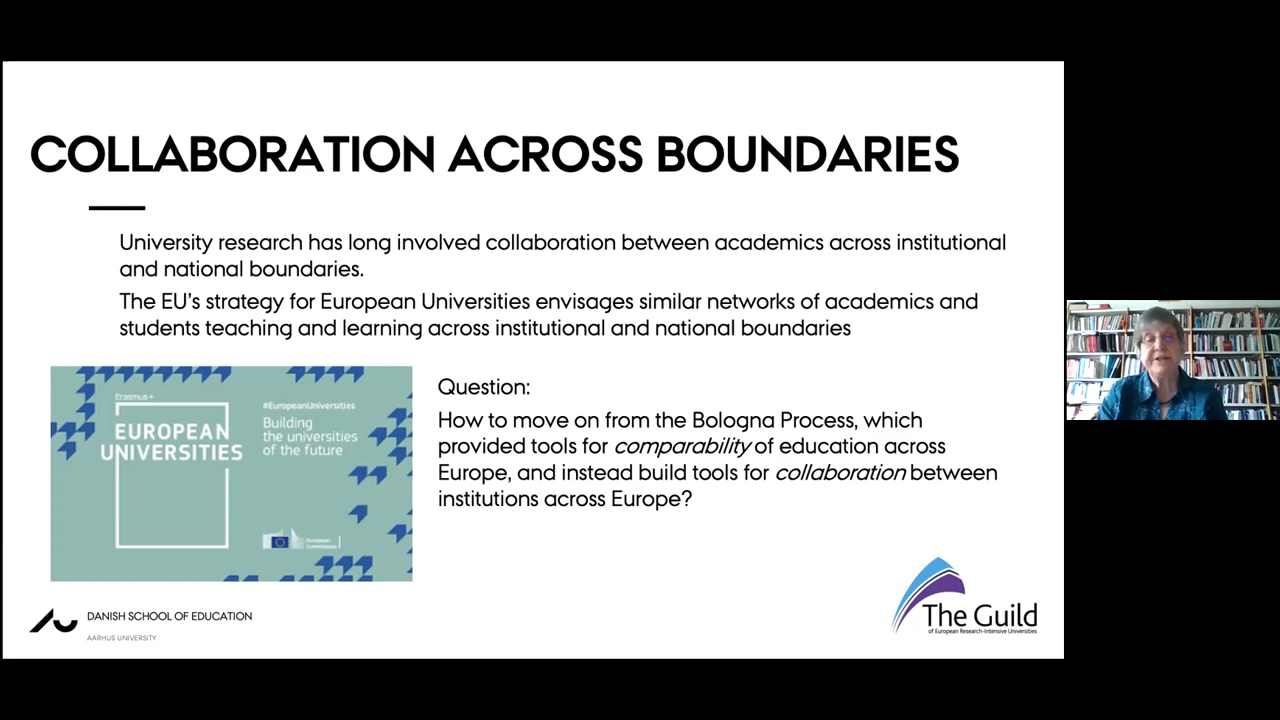 COLLABORATION ACROSS BOUNDARIES
University research has long involved collaboration between academics across institutional
and national boundaries.
The EU's strategy for European Universities envisages similar networks of academics and
students teaching and learning across institutional and national boundaries
Erasmus+
EUROPEAN
UNIVERSITIES
#EuropeanUniversities
Building
the universities
of the future
European
Commission
Question:
How to move on from the Bologna Process, which
provided tools for comparability of education across
Europe, and instead build tools for collaboration between
institutions across Europe?
DANISH SCHOOL OF EDUCATION
AARHUS UNIVERSITY
The Guild
of European Research-Intensive Universities